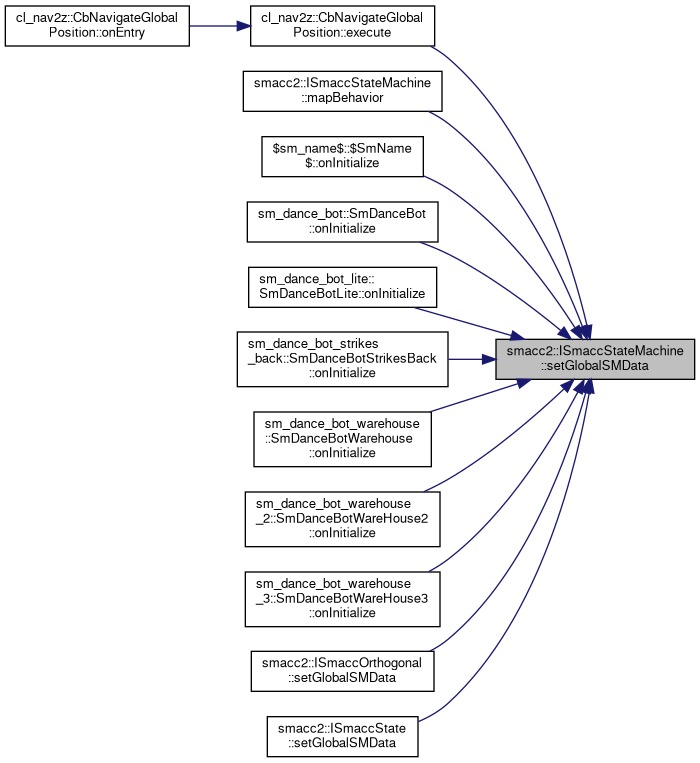 cl_nav2z::CbNavigateGlobal
Position::onEntry
cl_nav2z::CbNavigateGlobal
Position::execute
smacc2::ISmaccStateMachine
::mapBehavior
$sm_name$::$SmName
$::onInitialize
sm_dance_bot::SmDanceBot
::onInitialize
sm_dance_bot_lite::
SmDanceBotLite::onInitialize
sm_dance_bot_strikes
_back::SmDanceBotStrikesBack
::onInitialize
smacc2::ISmaccStateMachine
::setGlobalSMData
sm_dance_bot_warehouse
::SmDanceBotWarehouse
::onInitialize
sm_dance_bot_warehouse
_2::SmDanceBotWareHouse2
::onInitialize
sm_dance_bot_warehouse
_3::SmDanceBotWareHouse3
::onInitialize
smacc2::ISmaccOrthogonal
::setGlobalSMData
smacc2::ISmaccState
::setGlobalSMData